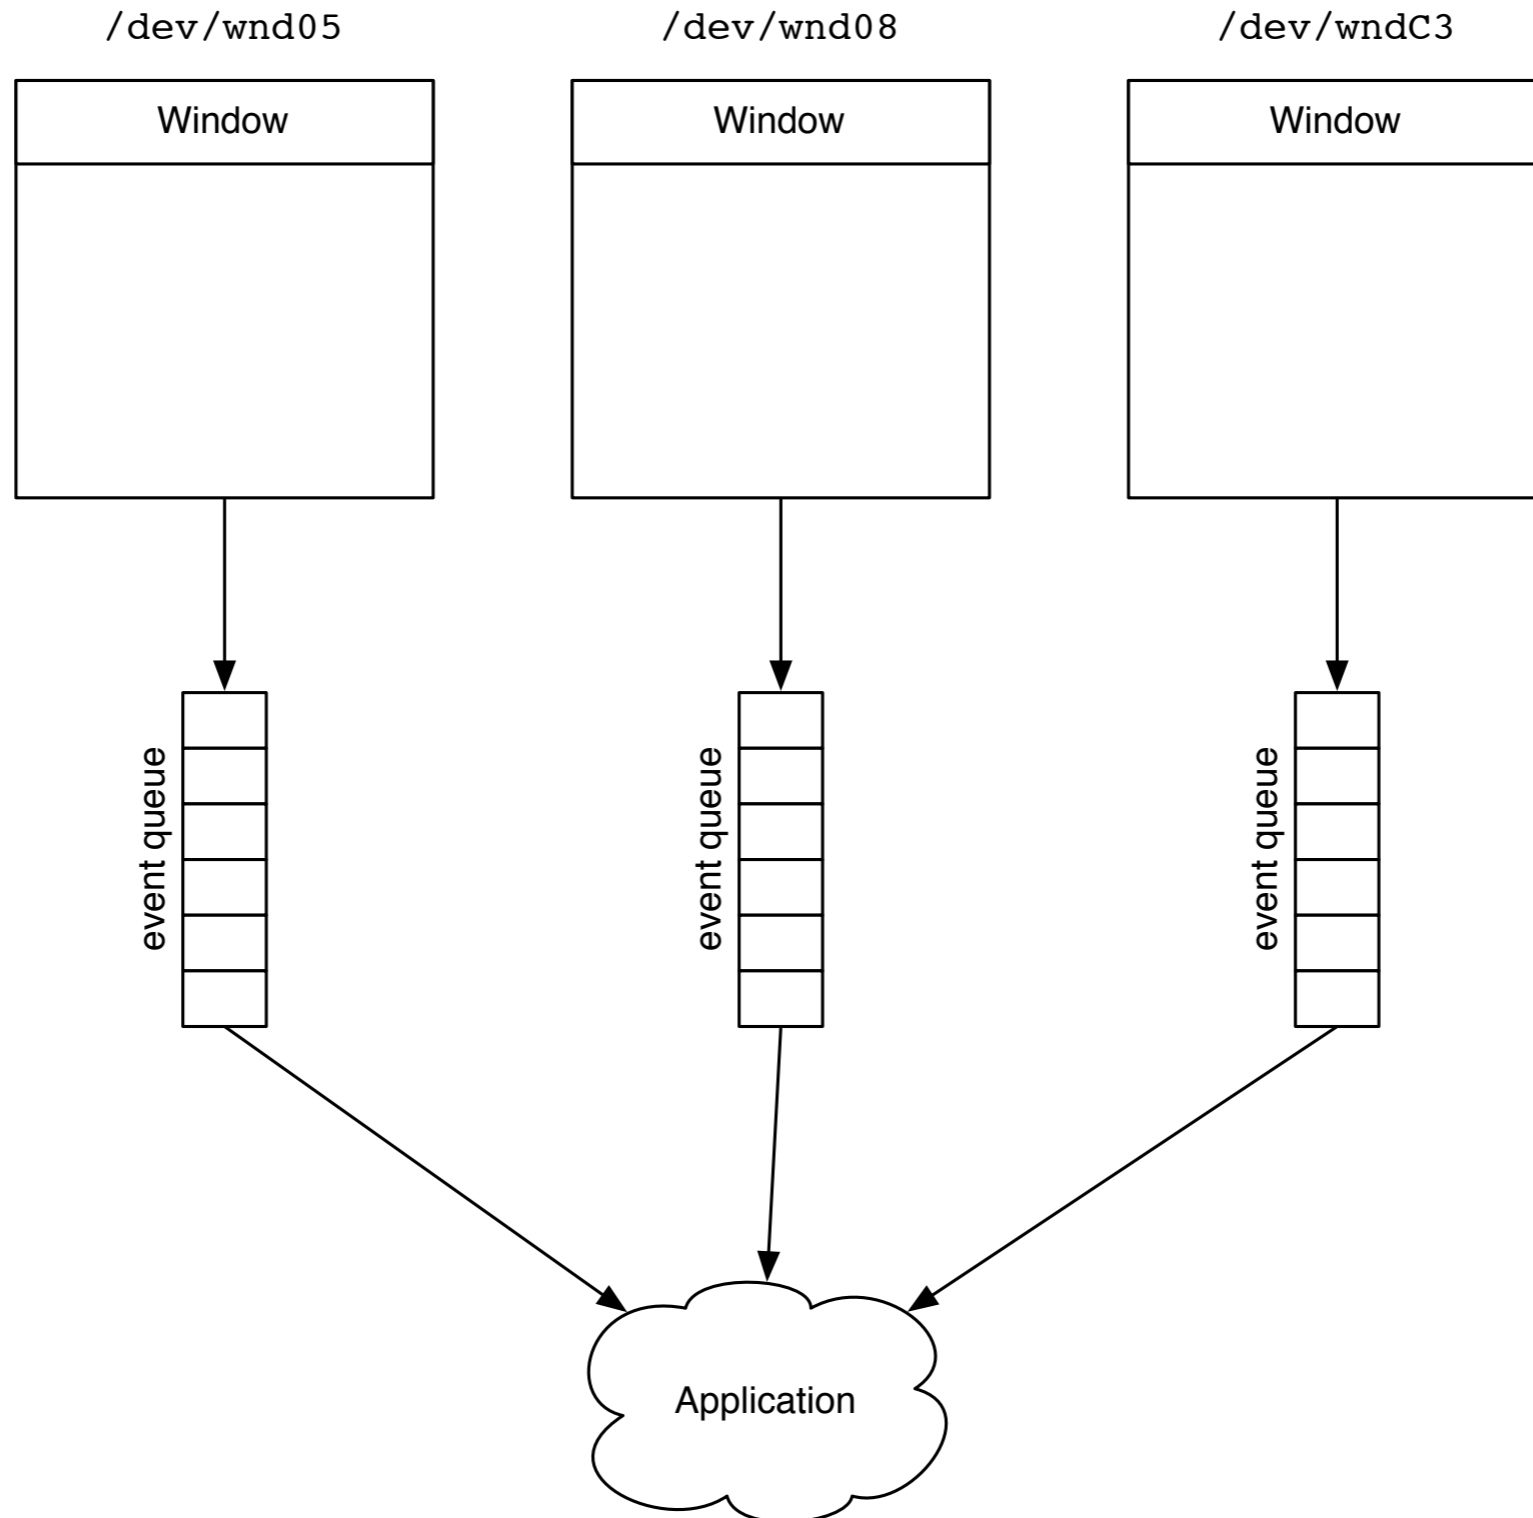 /dev/wnd05
/dev/wnd08
/dev/wndC3
Window
Window
Window
event queue
event queue
event queue
Application